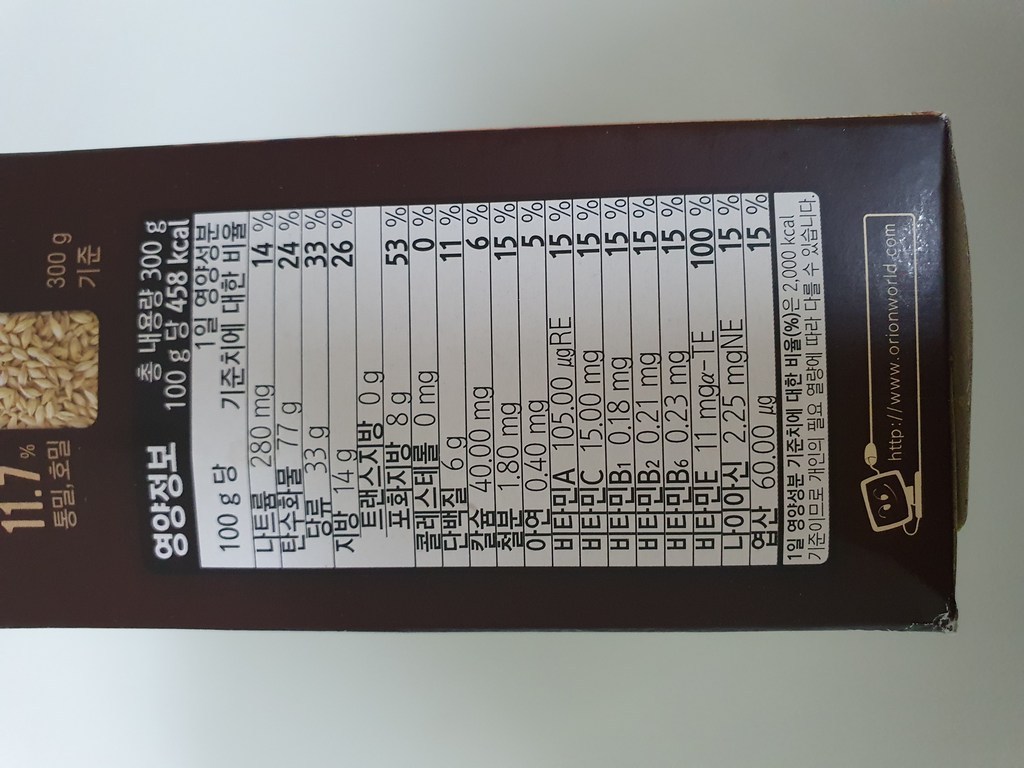 11.7%
통밀, 호밀
300 g
기준
영양정보
총 내용량 300 g
100 g 당 458 kcal
100 g 당
1일 영양성분
기준치에 대한 비율
나트륨 280 mg 14 %
탄수화물 77 g 24 %
당류 33 g 33 %
지방 14 g 26 %
트랜스지방 0 g
포화지방 8 g 53 %
콜레스테롤 0 mg 0 %
단백질 6 g 11 %
칼슘 40.00 mg 6 %
철분 1.80 mg 15 %
아연 0.40 mg 5 %
비타민A 105.00 μgRE 15 %
비타민C 15.00 mg 15 %
비타민B1 0.18 mg 15 %
비타민B2 0.21 mg 15 %
비타민B6 0.23 mg 15 %
비타민E 11 mgα-TE 100 %
나이아신 2.25 mgNE 15 %
엽산 60.00 μg 15 %
1일 영양성분 기준치에 대한 비율(%)은 2,000 kcal
기준이므로 개인의 필요 열량에 따라 다를 수 있습니다.
http://www.orionworld.com